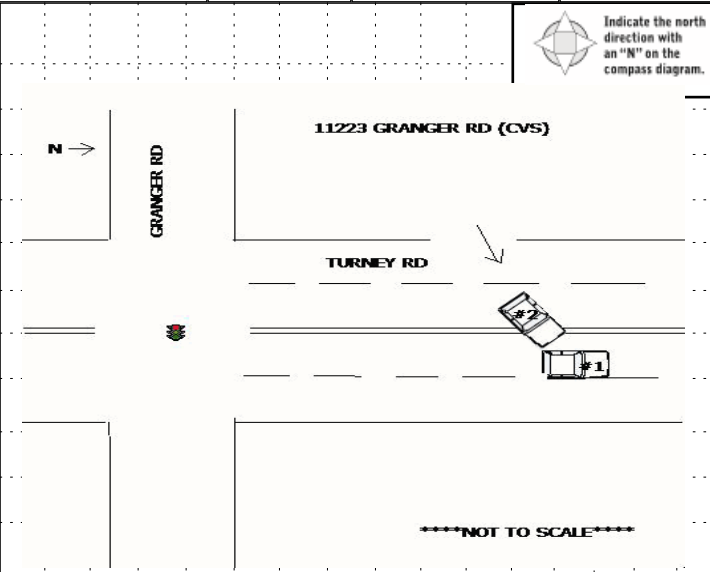 Indicate the north
direction with
an "N" on the
compass diagram.
11223 GRANGER RD (CVS)
N
GRANGER RD
TURNEY RD
#2
#1
****NOT TO SCALE****